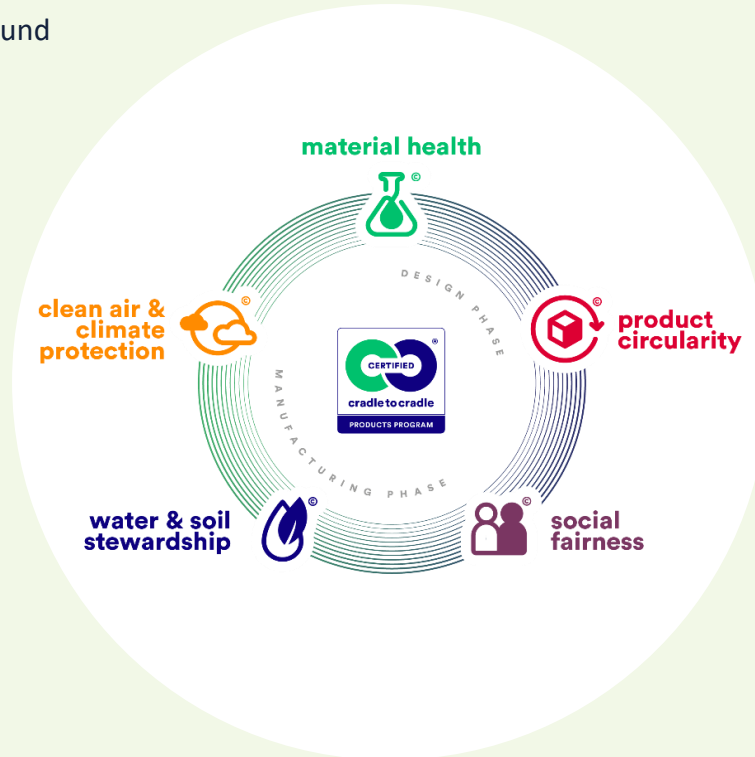 und
material health
©
DESIGN PHASE
clean air &
climate
protection
©
product
circularity
©
CERTIFIED
®
cradle to cradle
PRODUCTS PROGRAM
MANUFACTURING PHASE
water & soil
stewardship
©
social
fairness
©